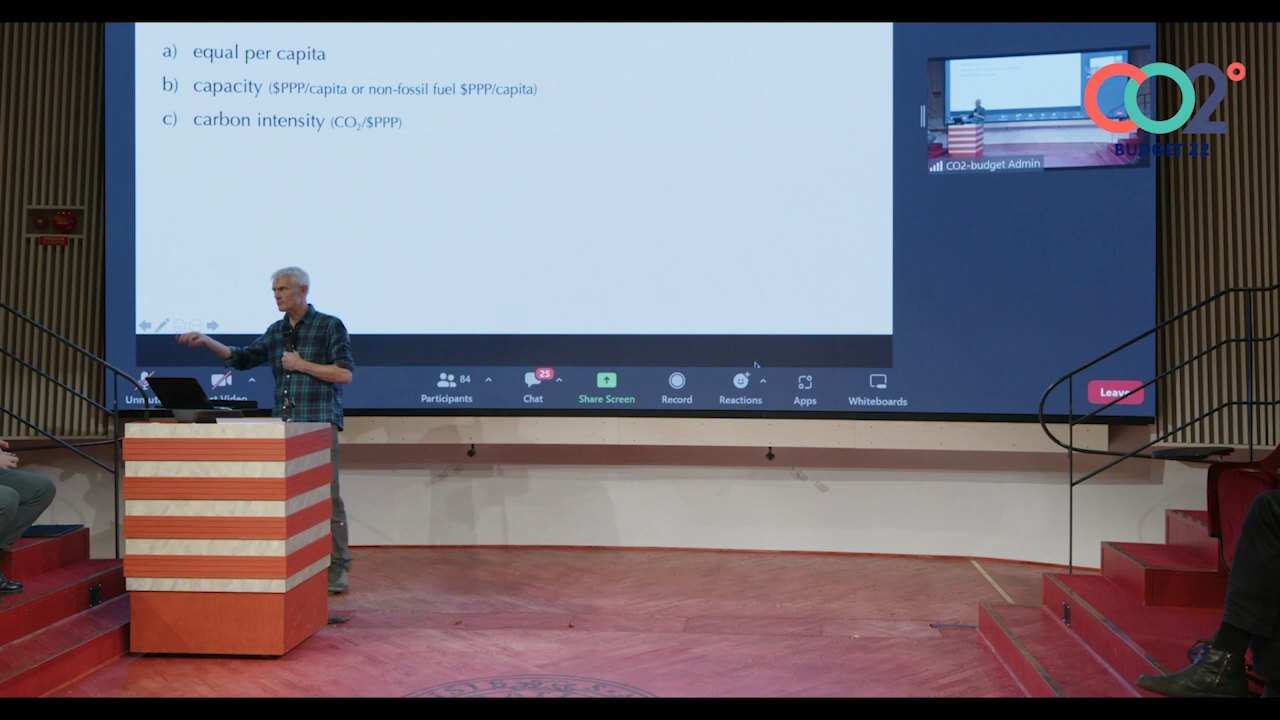 a) equal per capita
b) capacity ($PPP/capita or non-fossil fuel $PPP/capita)
c) carbon intensity (CO₂/$PPP)
CO2°
BUDGET 22
CO2-budget Admin
84
25
Participants
Chat
Share Screen
Record
Reactions
Apps
Whiteboards
Leave
Video